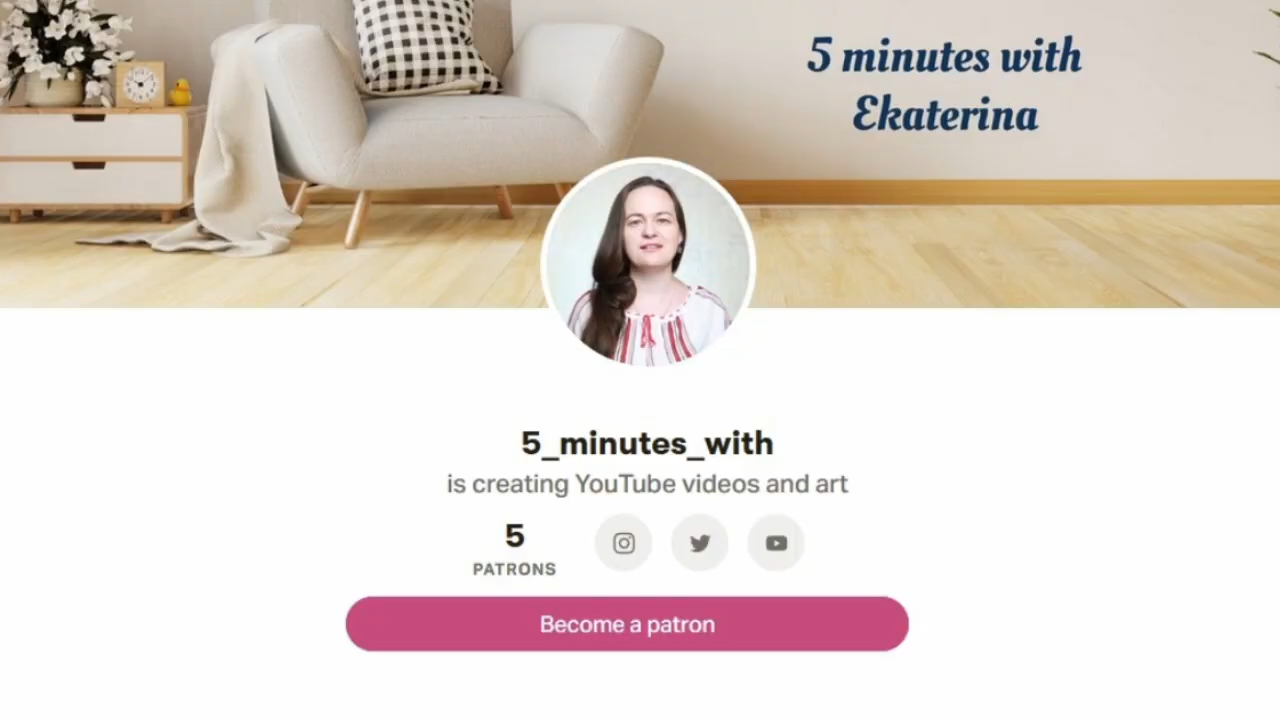 5 minutes with
Ekaterina
5_minutes_with
is creating YouTube videos and art
5
PATRONS
Become a patron